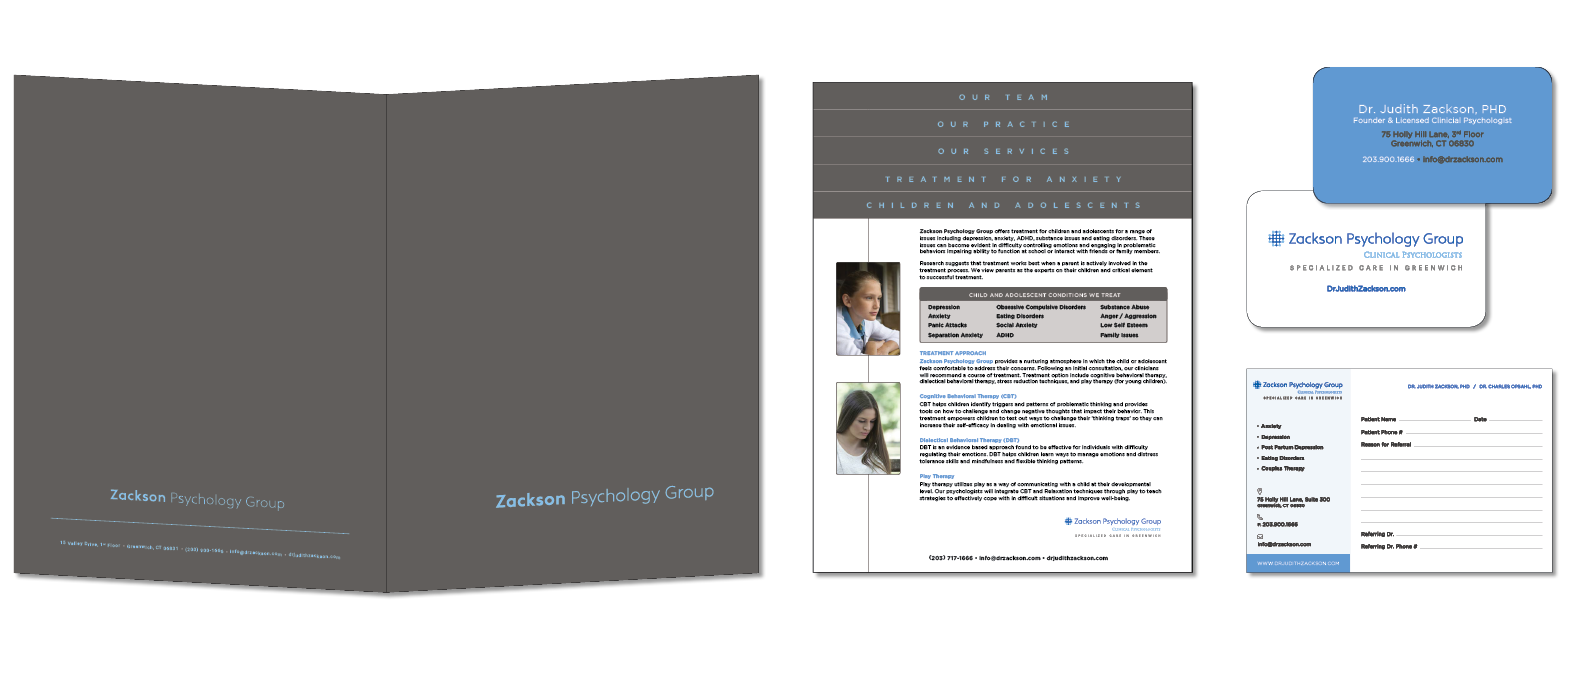 Zackson Psychology Group
Zackson Psychology Group
OUR TEAM
OUR PRACTICE
OUR SERVICES
TREATMENT FOR ANXIETY
CHILDREN AND ADOLESCENTS
Zackson Psychology Group offers treatment for children and adolescents for a range of
issues including depression, anxiety, ADHD, substance issues and eating disorders. These
issues can become evident in difficulty controlling emotions and engaging in problematic
behaviors impairing ability to function at school or interact with friends or family members.
Research suggests that treatment works best when a parent is actively involved in the
treatment process. We view parents as the experts on their children and critical element
to successful treatment.
CHILD AND ADOLESCENT CONDITIONS WE TREAT
Depression Obsessive Compulsive Disorders Substance Abuse
Anxiety Eating Disorders Anger / Aggression
Panic Attacks Social Anxiety Low Self Esteem
Separation Anxiety ADHD Family Issues
TREATMENT APPROACH
Zackson Psychology Group provides a nurturing atmosphere in which the child or adolescent
feels comfortable to address their concerns. Following an initial consultation, our clinicians
will recommend a course of treatment. Treatment option include cognitive behavioral therapy,
dialectical behavioral therapy, stress reduction techniques, and play therapy (for young children).
Cognitive Behavioral Therapy (CBT)
CBT helps children identify triggers and patterns of problematic thinking and provides
tools on how to challenge and change negative thoughts that impact their behavior. This
treatment empowers children to test out ways to challenge their 'thinking traps' so they can
increase their self-efficacy in dealing with emotional issues.
Dialectical Behavioral Therapy (DBT)
DBT is an evidence based approach found to be effective for individuals with difficulty
regulating their emotions. DBT helps children learn ways to manage emotions and distress
tolerance skills and mindfulness and flexible thinking patterns.
Play Therapy
Play therapy utilizes play as a way of communicating with a child at their developmental
level. Our psychologists will integrate CBT and Relaxation techniques through play to teach
strategies to effectively cope with in difficult situations and improve well-being.
Zackson Psychology Group
CLINICAL PSYCHOLOGISTS
SPECIALIZED CARE IN GREENWICH
(203) 717-1666 • info@drzackson.com • drjudithzackson.com
Dr. Judith Zackson, PHD
Founder & Licensed Clinicial Psychologist
75 Holly Hill Lane, 3rd Floor
Greenwich, CT 06830
203.900.1666 • info@drzackson.com
Zackson Psychology Group
CLINICAL PSYCHOLOGISTS
SPECIALIZED CARE IN GREENWICH
DrJudithZackson.com
Zackson Psychology Group
CLINICAL PSYCHOLOGISTS
SPECIALIZED CARE IN GREENWICH
• Anxiety
• Depression
• Post Partum Depression
• Eating Disorders
• Couples Therapy
75 Holly Hill Lane, Suite 300
Greenwich, CT 06830
P. 203.900.1666
info@drzackson.com
WWW.DRJUDITHZACKSON.COM
DR. JUDITH ZACKSON, PHD / DR. CHARLES OPSAHL, PHD
Patient Name Date
Patient Phone #
Reason for Referral
Referring Dr.
Referring Dr. Phone #